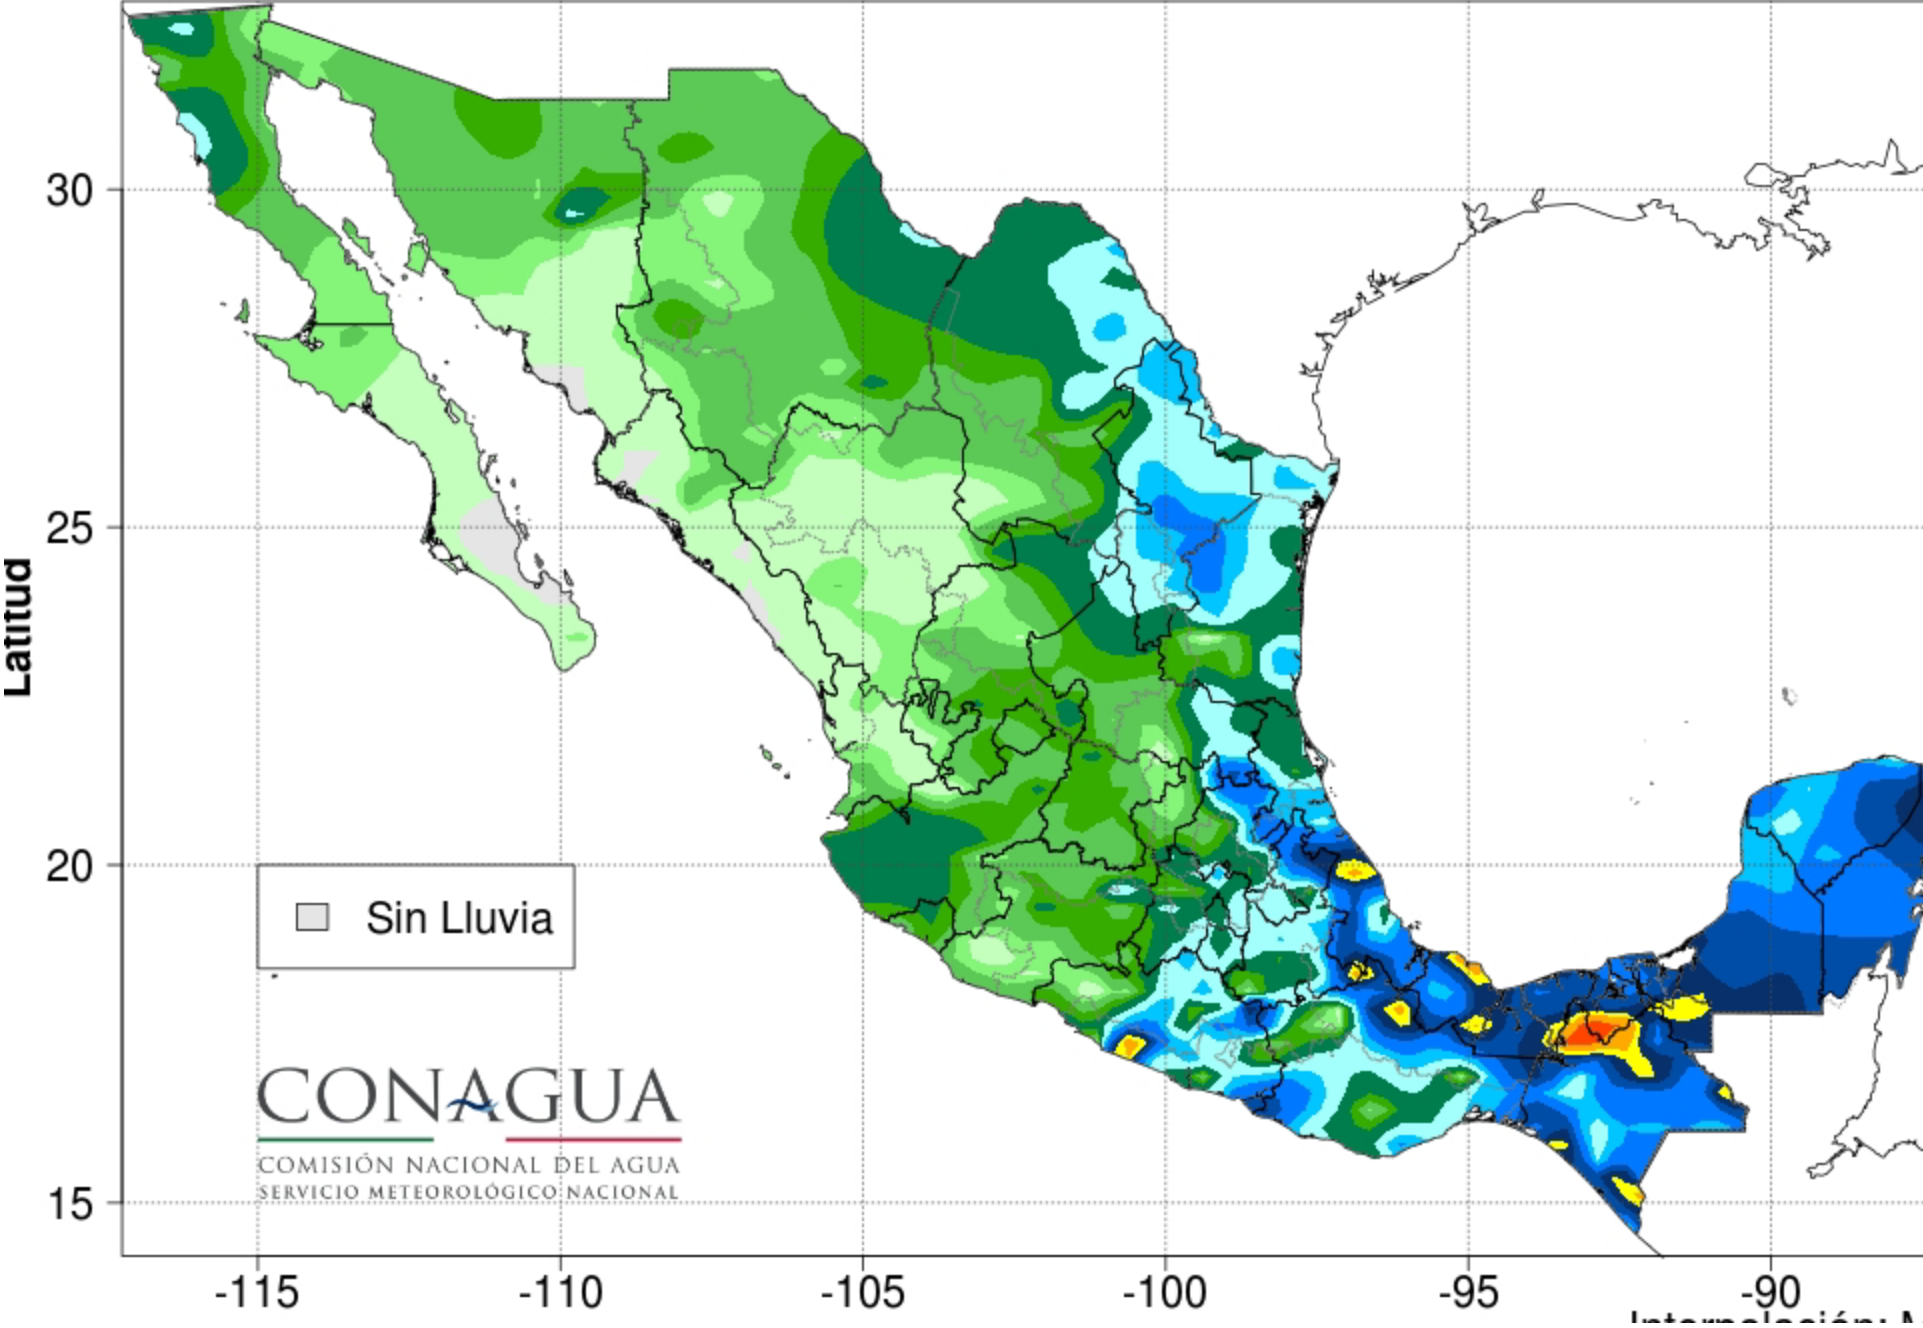 30
25
20
15
Latitud
Sin Lluvia
CONAGUA
COMISIÓN NACIONAL DEL AGUA
SERVICIO METEOROLÓGICO NACIONAL
-115
-110
-105
-100
-95
-90
Interpolación: M